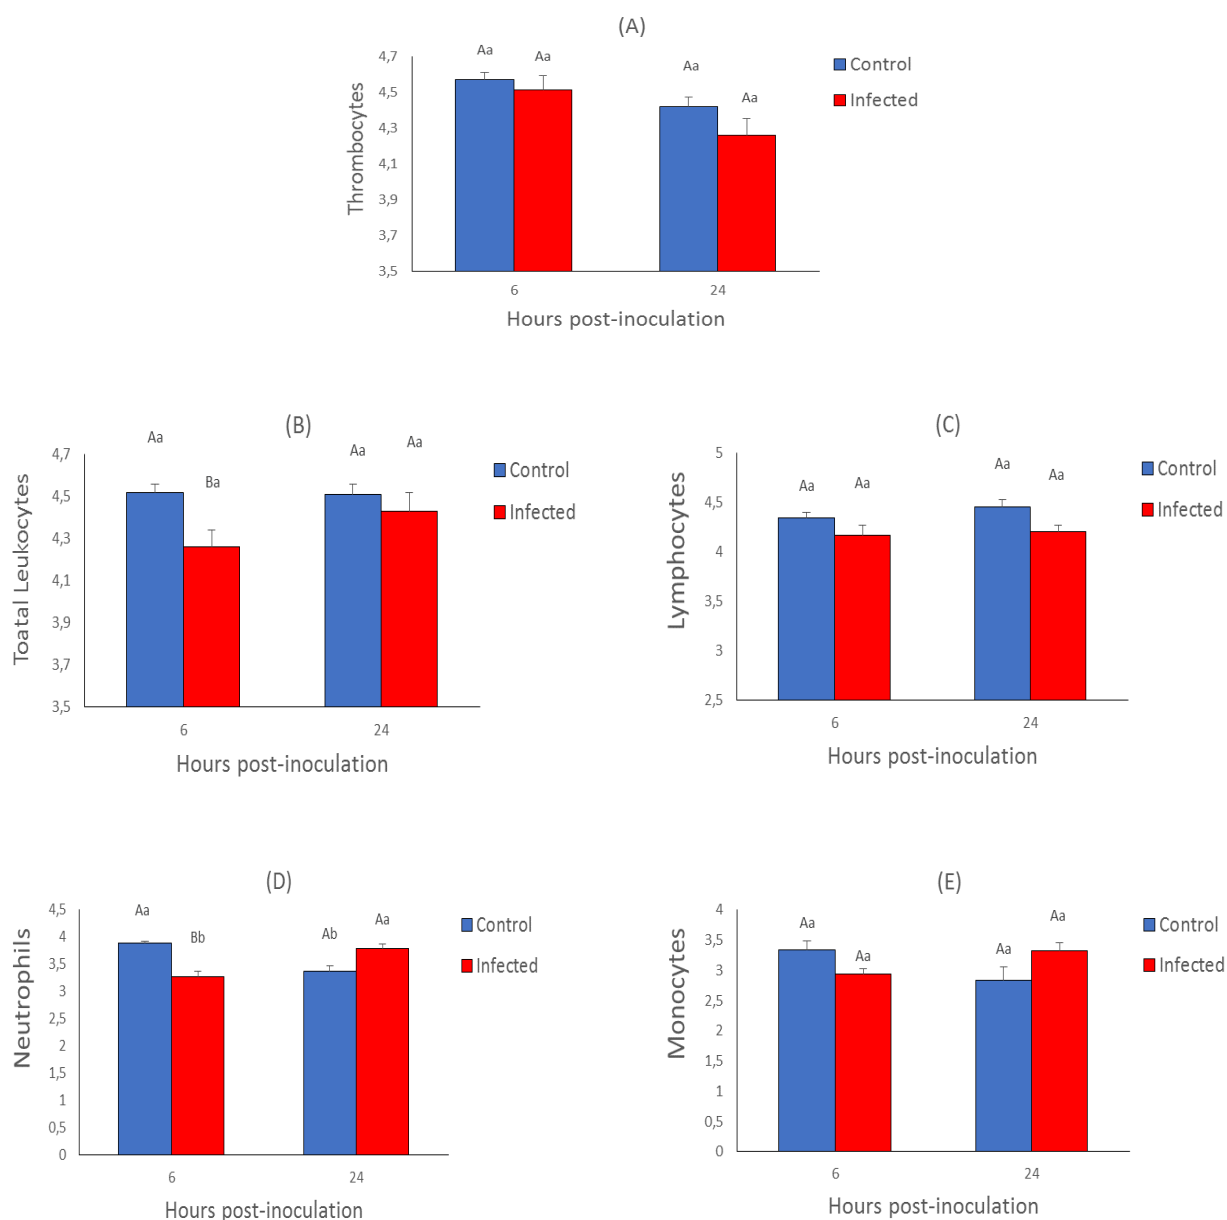 (A)
Thrombocytes
4,7
4,5
4,3
4,1
3,9
3,7
3,5
Aa Aa Aa Aa
Control
Infected
6 24
Hours post-inoculation
(B)
Toatal Leukocytes
4,7
4,5
4,3
4,1
3,9
3,7
3,5
Aa Ba Aa Aa
Control
Infected
6 24
Hours post-inoculation
(C)
Lymphocytes
5
4,5
4
3,5
3
2,5
Aa Aa Aa Aa
Control
Infected
6 24
Hours post-inoculation
(D)
Neutrophils
4,5
4
3,5
3
2,5
2
1,5
1
0,5
0
Aa Bb Ab Aa
Control
Infected
6 24
Hours post-inoculation
(E)
Monocytes
4
3,5
3
2,5
2
1,5
1
0,5
0
Aa Aa Aa Aa
Control
Infected
6 24
Hours post-inoculation